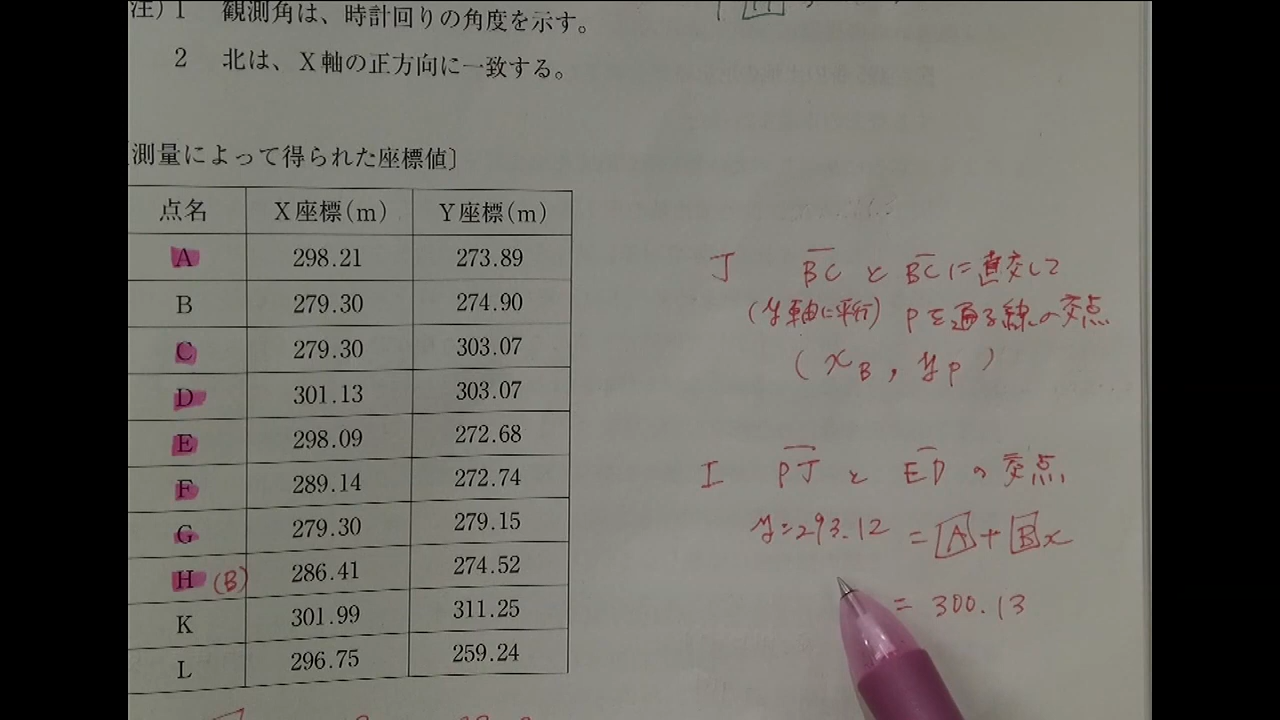 注）1　観測角は、時計回りの角度を示す。
2　北は、X軸の正方向に一致する。
〔測量によって得られた座標値〕
点名　X座標(m)　Y座標(m)
A　298.21　273.89
B　279.30　274.90
C　279.30　303.07
D　301.13　303.07
E　298.09　272.68
F　289.14　272.74
G　279.30　279.15
H (B)　286.41　274.52
K　301.99　311.25
L　296.75　259.24
J　BC と BCに直交して
(y軸に平行) Pを通る線の交点
(xB, yP)
I　PJ と ED の交点
y=293.12 = A + B x
= 300.13